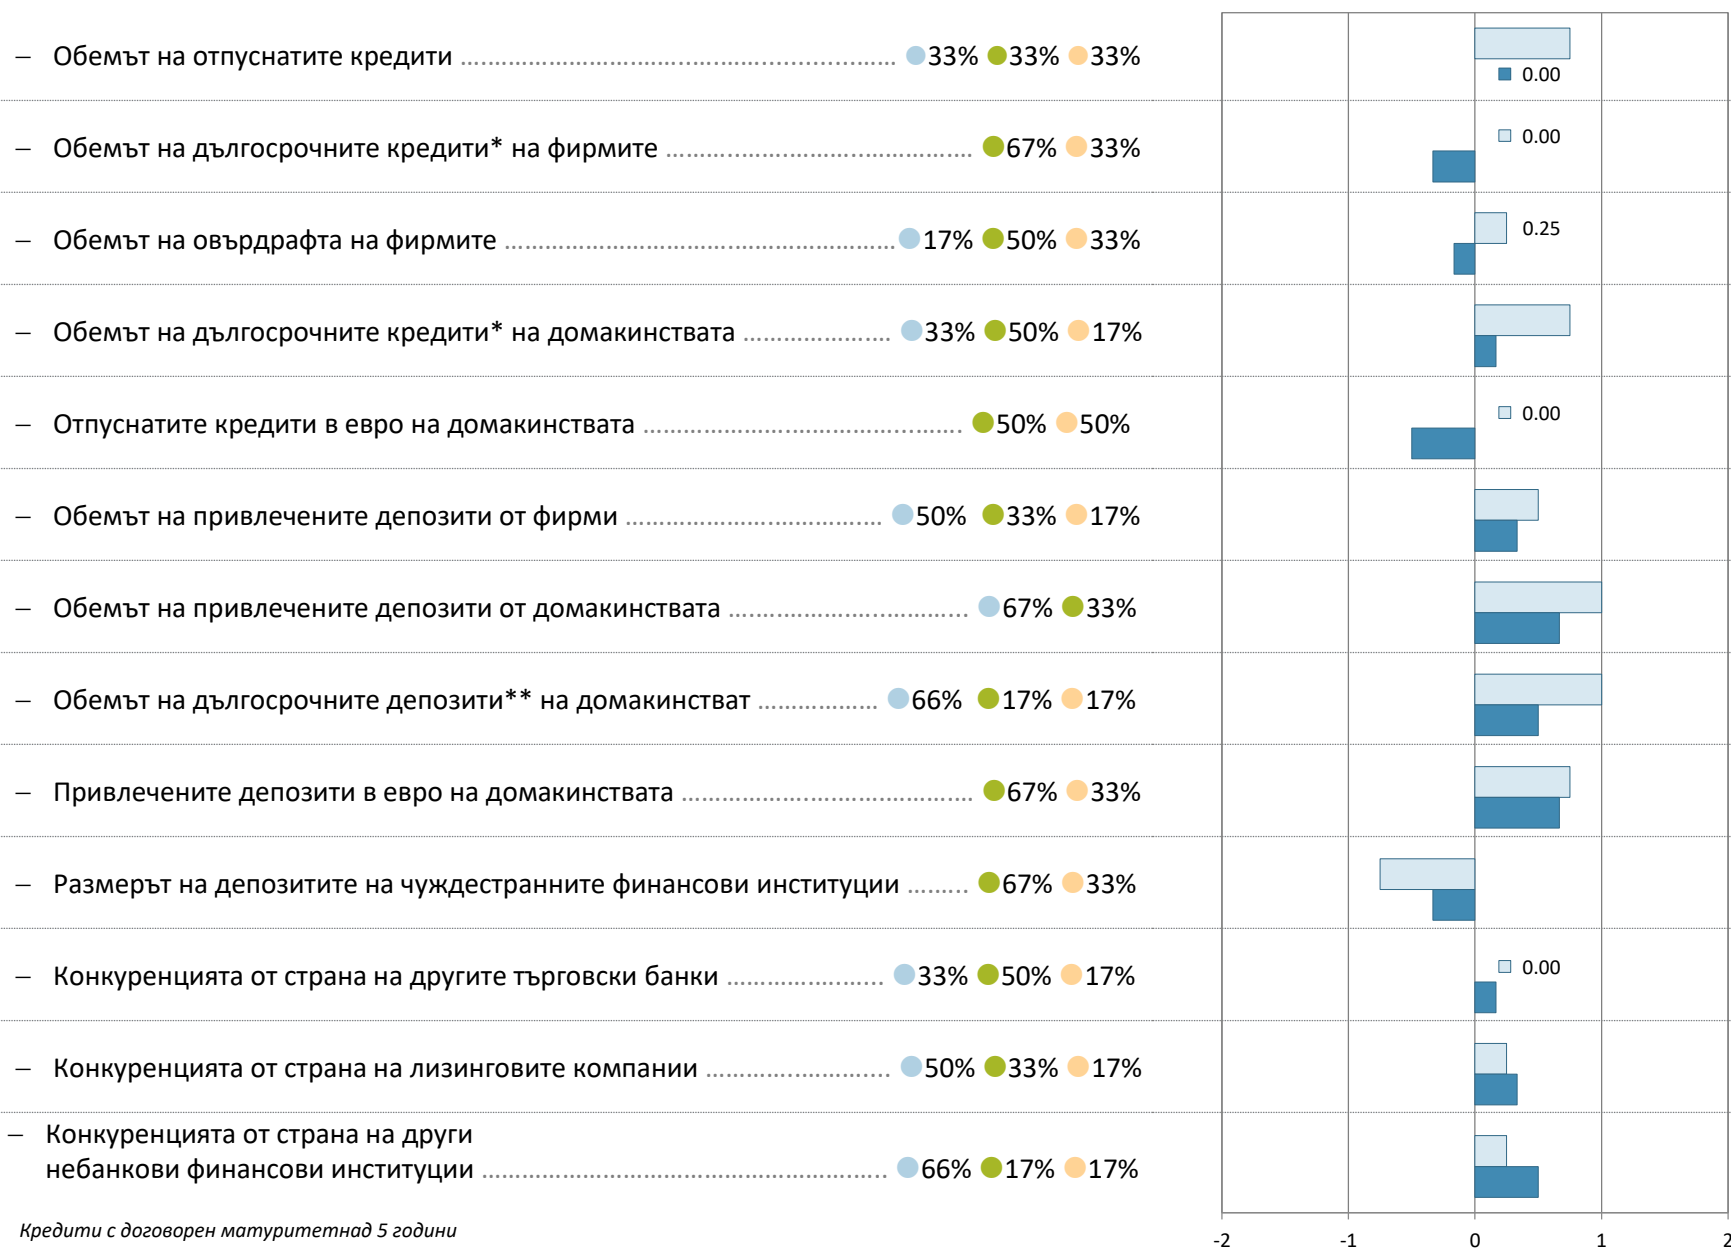 – Обемът на отпуснатите кредити ........ 33% 33% 33%
0.00
– Обемът на дългосрочните кредити* на фирмите ........ 67% 33%
0.00
– Обемът на овърдрафта на фирмите ........ 17% 50% 33%
0.25
– Обемът на дългосрочните кредити* на домакинствата ........ 33% 50% 17%
– Отпуснатите кредити в евро на домакинствата ........ 50% 50%
0.00
– Обемът на привлечените депозити от фирми ........ 50% 33% 17%
– Обемът на привлечените депозити от домакинствата ........ 67% 33%
– Обемът на дългосрочните депозити** на домакинстват ........ 66% 17% 17%
– Привлечените депозити в евро на домакинствата ........ 67% 33%
– Размерът на депозитите на чуждестранните финансови институции ........ 67% 33%
– Конкуренцията от страна на другите търговски банки ........ 33% 50% 17%
0.00
– Конкуренцията от страна на лизинговите компании ........ 50% 33% 17%
– Конкуренцията от страна на други
небанкови финансови институции ........ 66% 17% 17%
Кредити с договорен матуритетнад 5 години
-2 -1 0 1 2